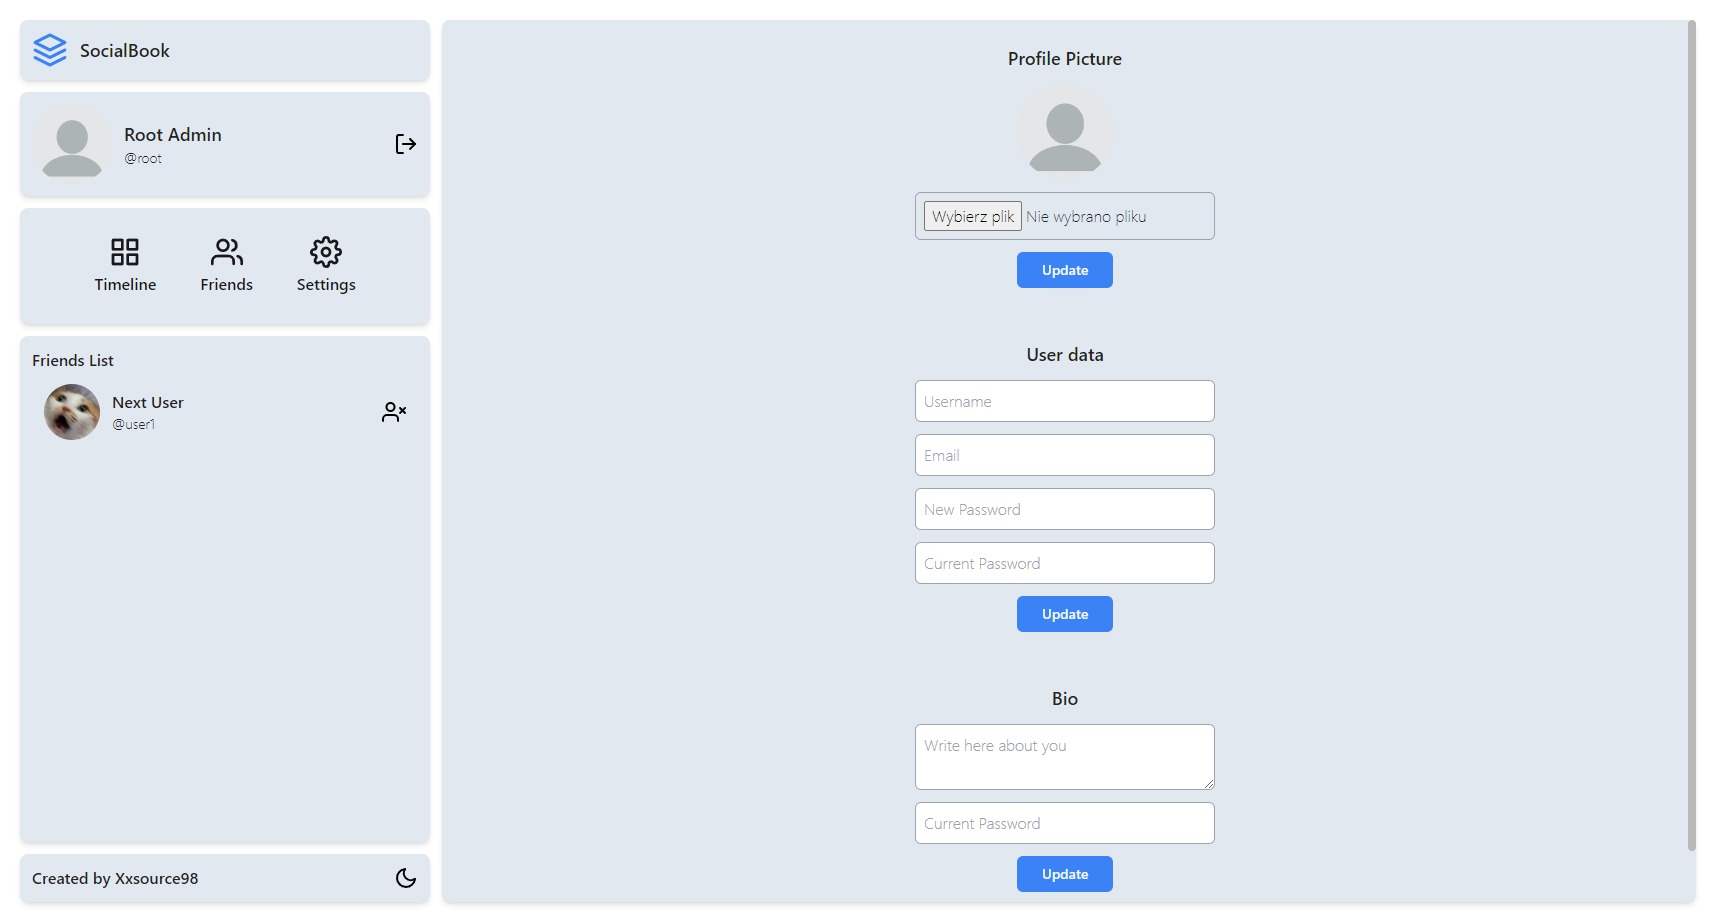 SocialBook
Root Admin
@root
Timeline
Friends
Settings
Friends List
Next User
@user1
Created by Xxsource98
Profile Picture
Wybierz plik Nie wybrano pliku
Update
User data
Username
Email
New Password
Current Password
Update
Bio
Write here about you
Current Password
Update